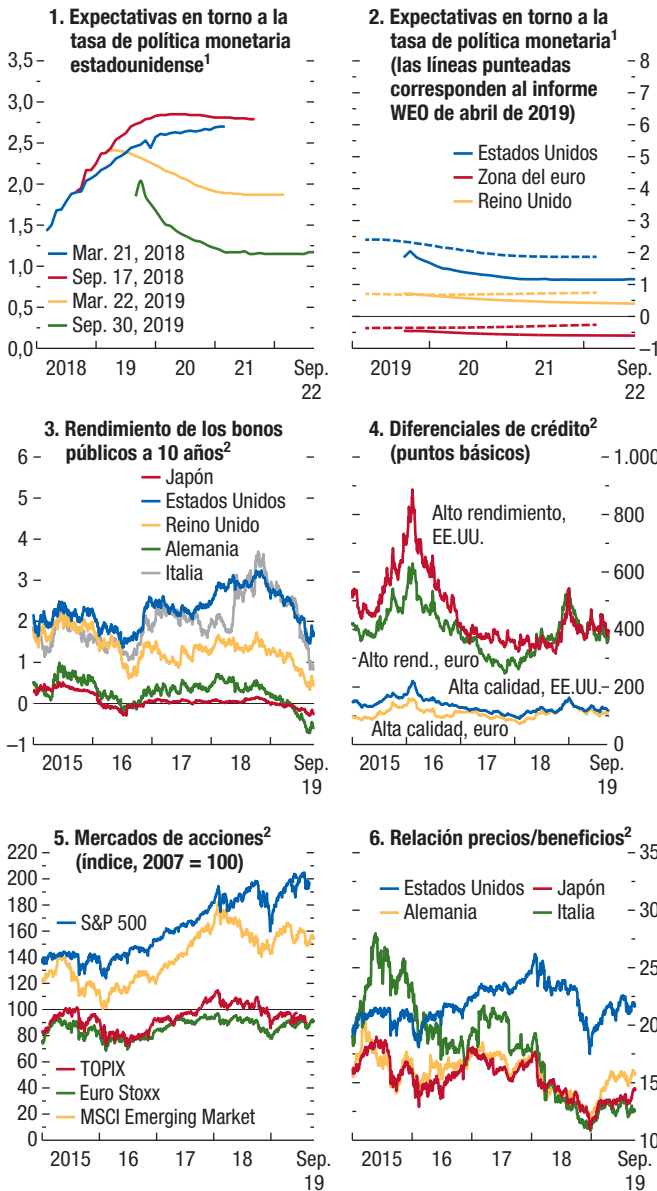 1. Expectativas en torno a la
tasa de política monetaria
estadounidense¹
3,5
3,0
2,5
2,0
1,5
1,0
0,5
0,0
Mar. 21, 2018
Sep. 17, 2018
Mar. 22, 2019
Sep. 30, 2019
2018 19 20 21 Sep.
22
2. Expectativas en torno a la
tasa de política monetaria¹
(las líneas punteadas
corresponden al informe
WEO de abril de 2019)
Estados Unidos
Zona del euro
Reino Unido
8
7
6
5
4
3
2
1
0
–1
2019 20 21 Sep.
22
3. Rendimiento de los bonos
públicos a 10 años²
6
5
4
3
2
1
0
–1
Japón
Estados Unidos
Reino Unido
Alemania
Italia
2015 16 17 18 Sep.
19
4. Diferenciales de crédito²
(puntos básicos)
1.000
800
600
400
200
0
Alto rendimiento,
EE.UU.
Alto rend., euro
Alta calidad, EE.UU.
Alta calidad, euro
2015 16 17 18 Sep.
19
5. Mercados de acciones²
(índice, 2007 = 100)
220
200
180
160
140
120
100
80
60
40
20
0
S&P 500
TOPIX
Euro Stoxx
MSCI Emerging Market
2015 16 17 18 Sep.
19
6. Relación precios/beneficios²
Estados Unidos Japón
Alemania Italia
35
30
25
20
15
10
2015 16 17 18 Sep.
19